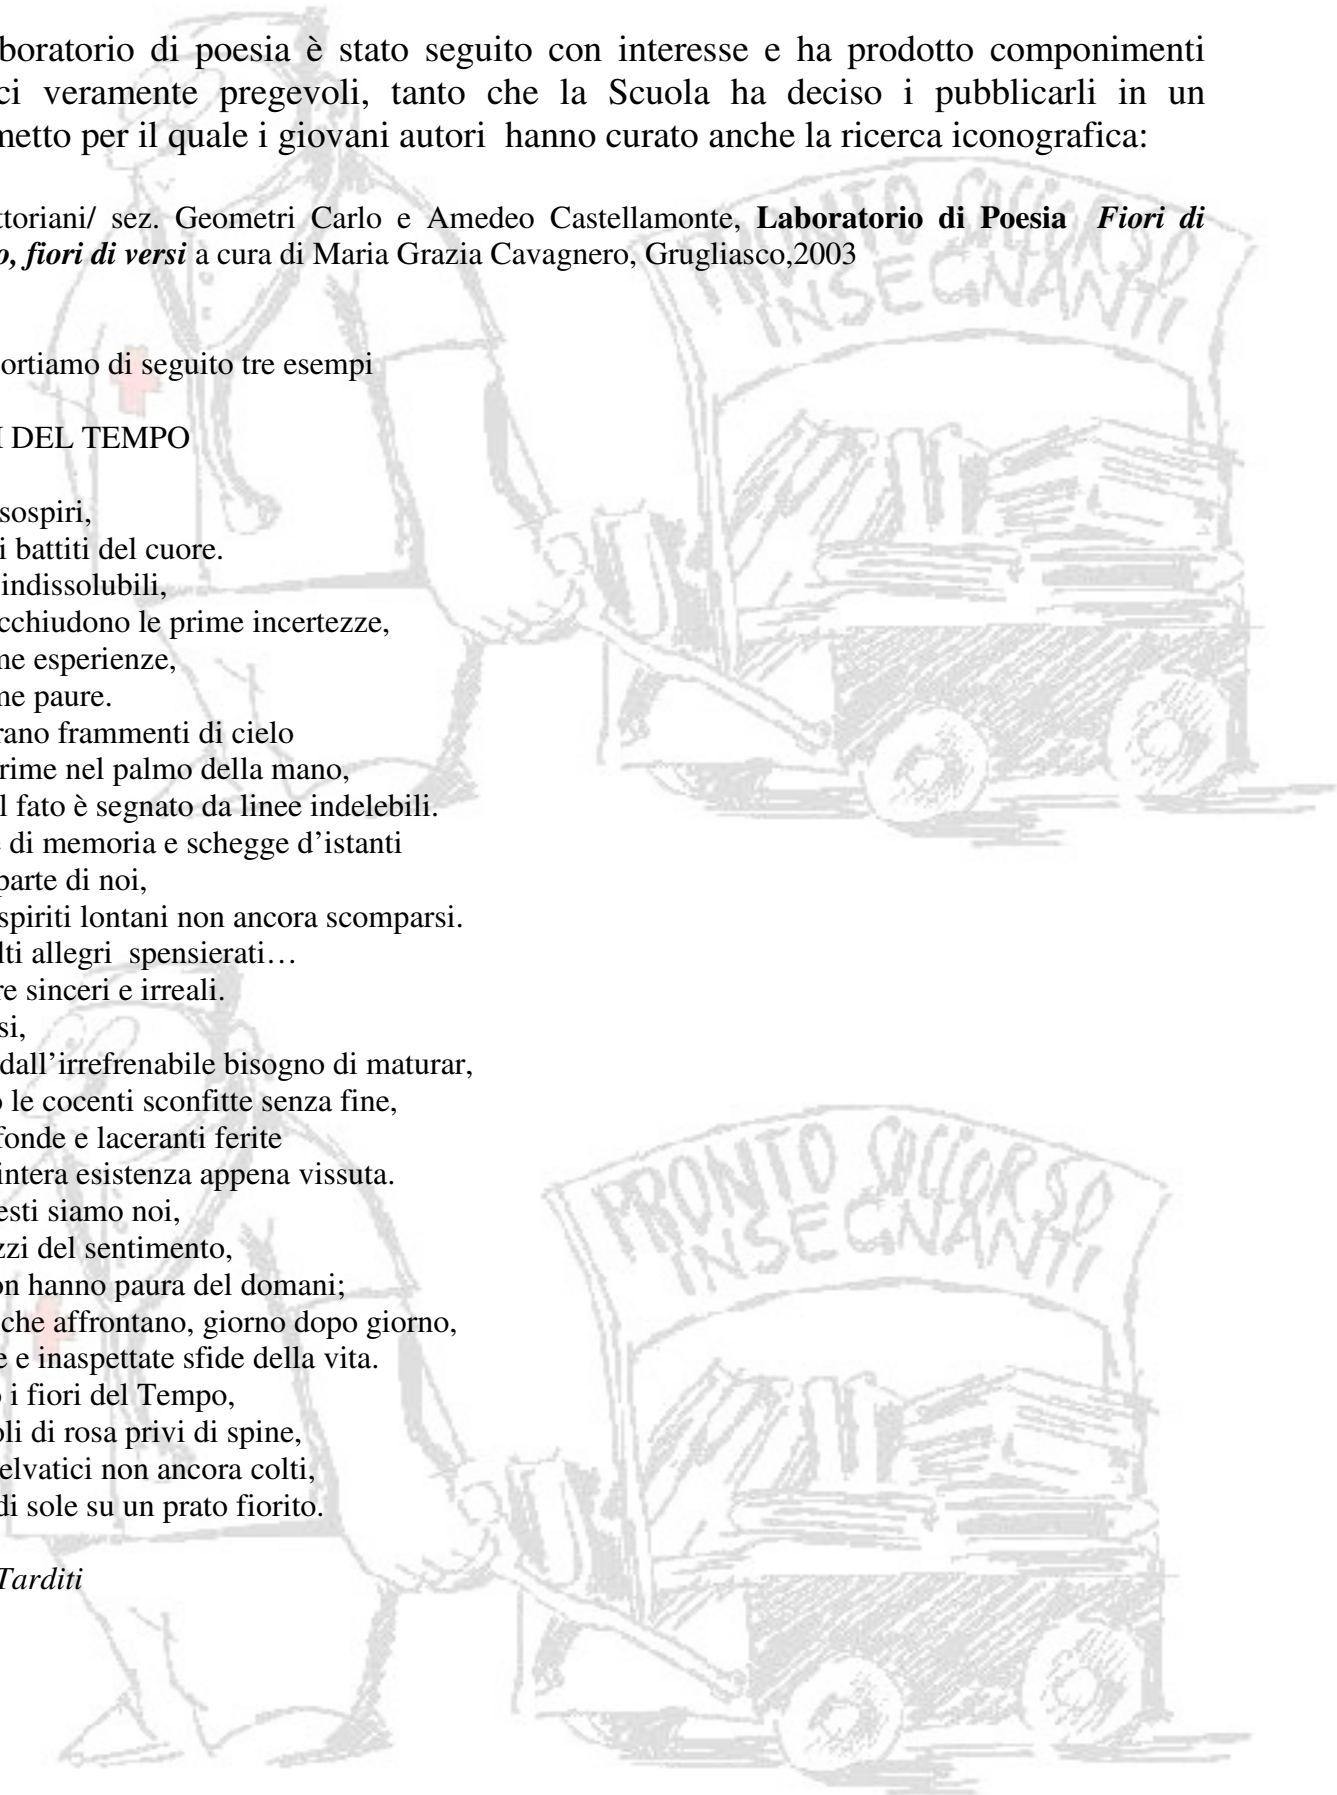 boratorio di poesia è stato seguito con interesse e ha prodotto componimenti
ci veramente pregevoli, tanto che la Scuola ha deciso i pubblicarli in un
metto per il quale i giovani autori hanno curato anche la ricerca iconografica:
ttoriani/ sez. Geometri Carlo e Amedeo Castellamonte, Laboratorio di Poesia Fiori di
o, fiori di versi a cura di Maria Grazia Cavagnero, Grugliasco,2003
PRONTO SOCCORSO
INSEGNANTI
ortiamo di seguito tre esempi
I DEL TEMPO
sospiri,
i battiti del cuore.
indissolubili,
cchiudono le prime incertezze,
me esperienze,
me paure.
rano frammenti di cielo
rime nel palmo della mano,
l fato è segnato da linee indelebili.
e di memoria e schegge d’istanti
parte di noi,
spiriti lontani non ancora scomparsi.
lti allegri spensierati…
re sinceri e irreali.
si,
dall’irrefrenabile bisogno di maturar,
o le cocenti sconfitte senza fine,
fonde e laceranti ferite
intera esistenza appena vissuta.
esti siamo noi,
zzi del sentimento,
on hanno paura del domani;
che affrontano, giorno dopo giorno,
e e inaspettate sfide della vita.
o i fiori del Tempo,
oli di rosa privi di spine,
elvatici non ancora colti,
di sole su un prato fiorito.
PRONTO SOCCORSO
INSEGNANTI
Tarditi